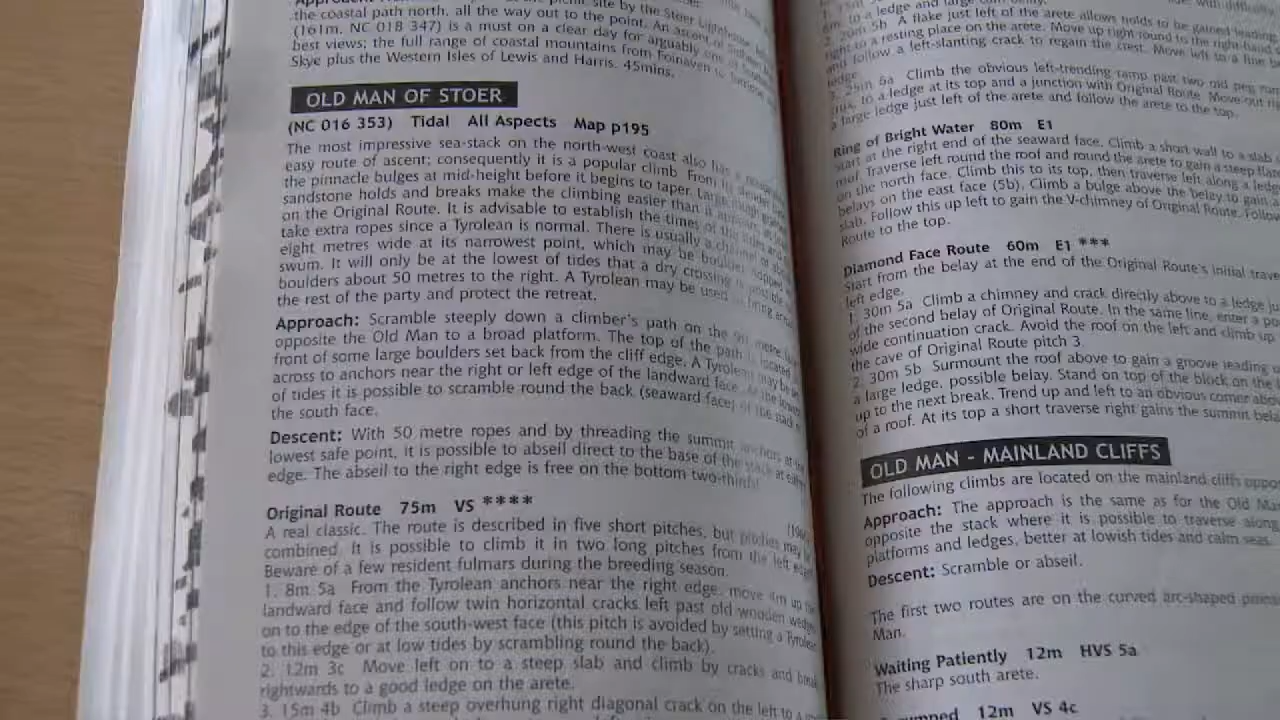 the coastal path north, all the way out to the point. An ascent of
(161m. NC 018 347) is a must on a clear day for arguably one of
best views; the full range of coastal mountains from Foinaven to
Skye plus the Western Isles of Lewis and Harris. 45mins.
OLD MAN OF STOER
(NC 016 353) Tidal All Aspects Map p195
The most impressive sea-stack on the north-west coast also has a
easy route of ascent; consequently it is a popular climb. From its
the pinnacle bulges at mid-height before it begins to taper. Large
sandstone holds and breaks make the climbing easier than it
on the Original Route. It is advisable to establish the times of the
take extra ropes since a Tyrolean is normal. There is usually a channel
eight metres wide at its narrowest point, which may be boulder
swum. It will only be at the lowest of tides that a dry crossing is possible
boulders about 50 metres to the right. A Tyrolean may be used to bring
the rest of the party and protect the retreat.
Approach: Scramble steeply down a climber's path on the
opposite the Old Man to a broad platform. The top of the path is located
front of some large boulders set back from the cliff edge. A Tyrolean may be
across to anchors near the right or left edge of the landward face. At the lowest
of tides it is possible to scramble round the back (seaward face) of the
the south face.
Descent: With 50 metre ropes and by threading the summit anchors at the
lowest safe point, it is possible to abseil direct to the base of the stack at
edge. The abseil to the right edge is free on the bottom two-thirds!
Original Route 75m VS ****
A real classic. The route is described in five short pitches, but pitches may be
combined. It is possible to climb it in two long pitches from the left edge.
Beware of a few resident fulmars during the breeding season.
1. 8m 5a From the Tyrolean anchors near the right edge, move 4m up the
landward face and follow twin horizontal cracks left past old wooden wedges
on to the edge of the south-west face (this pitch is avoided by setting a Tyrolean
to this edge or at low tides by scrambling round the back).
2. 12m 3c Move left on to a steep slab and climb by cracks and
rightwards to a good ledge on the arete.
3. 15m 4b Climb a steep overhung right diagonal crack on the left to a
to a ledge and large
2. 20m 5b A flake just left of the arete allows holds to be gained leading
right to a resting place on the arete. Move up right round to the right-hand
and follow a left-slanting crack to regain the crest. Move left to a fine
ledge.
25m 6a Climb the obvious left-trending ramp past two old peg
to a ledge at its top and a junction with Original Route. Move out
a large ledge just left of the arete and follow the arete to the top.
Ring of Bright Water 80m E1
Start at the right end of the seaward face. Climb a short wall to a slab
roof. Traverse left round the roof and round the arete to gain a steep
on the north face. Climb this to its top, then traverse left along a ledge
belays on the east face (5b). Climb a bulge above the belay to gain a
slab. Follow this up left to gain the V-chimney of Original Route. Follow
Route to the top.
Diamond Face Route 60m E1 ***
Start from the belay at the end of the Original Route's initial
left edge.
1. 30m 5a Climb a chimney and crack directly above to a ledge
of the second belay of Original Route. In the same line, enter a
wide continuation crack. Avoid the roof on the left and climb up
the cave of Original Route pitch 3.
2. 30m 5b Surmount the roof above to gain a groove leading
a large ledge, possible belay. Stand on top of the block on the
up to the next break. Trend up and left to an obvious corner
of a roof. At its top a short traverse right gains the summit
OLD MAN - MAINLAND CLIFFS
The following climbs are located on the mainland cliffs
Approach: The approach is the same as for the Old
opposite the stack where it is possible to traverse along
platforms and ledges, better at lowish tides and calm seas.
Descent: Scramble or abseil.
The first two routes are on the curved arc-shaped
Man.
Waiting Patiently 12m HVS 5a
The sharp south arete.
12m VS 4c